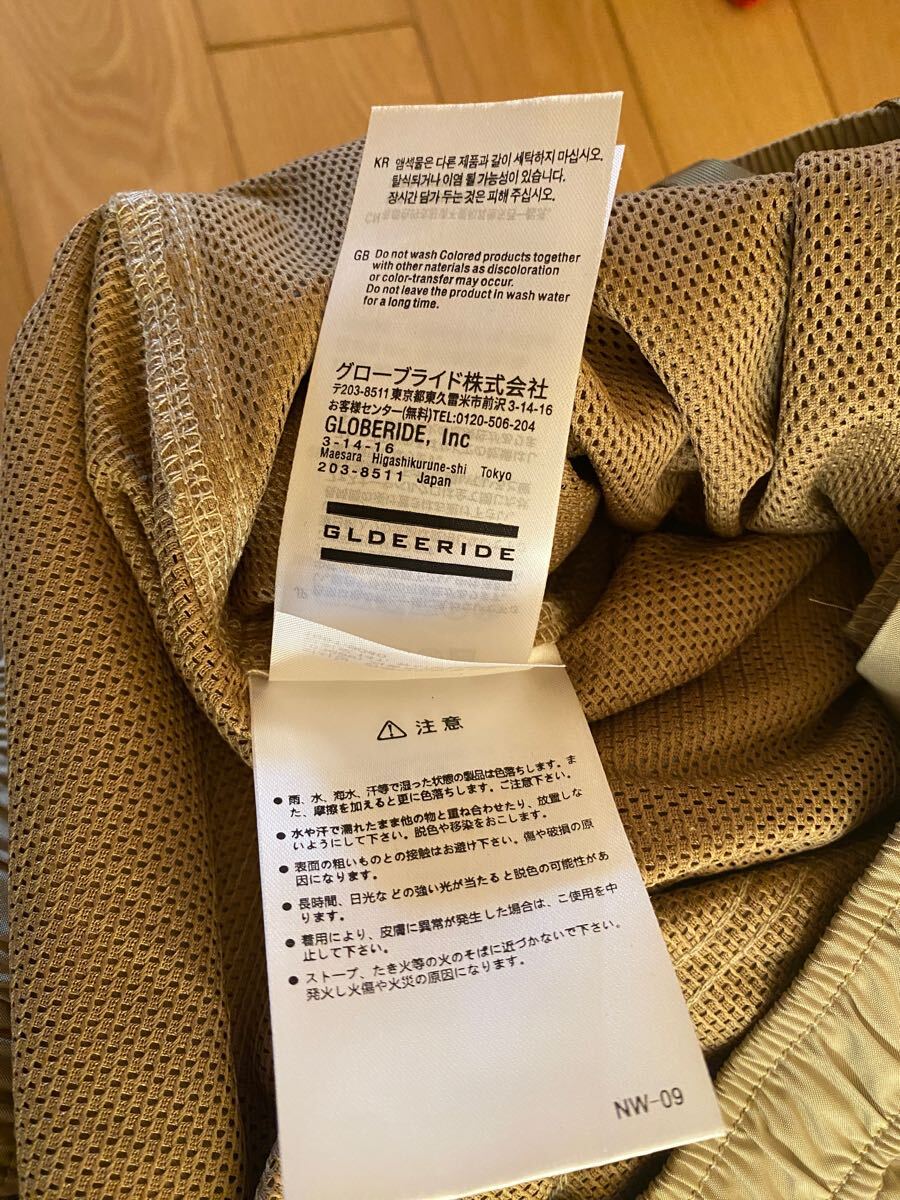 KR 앰섹물은 다른 제품과 같이 세탁하지 마십시오.
탈식되거나 이염 될 가능성이 있습니다.
장시간 담가 두는 것은 피해 주십시오.
GB Do not wash Colored products together
with other naterials as discoloration
or color-transfer may occur.
Do not leave the product in wash water
for a long time.
グローブライド株式会社
〒203-8511 東京都東久雷米市前沢 3-14-16
お客様センター(無料)TEL:0120-506-204
GLOBERIDE, Inc
3-14-16
Maesara Higashikurune-shi Tokyo
203-8511 Japan
GLDEERIDE
⚠ 注意
● 雨、水、海水、汗等で湿った状態の製品は色落ちします。ま
た、摩擦を加えると更に色落ちします。ご注意下さい。
● 水や汗で濡れたまま他の物と重ね合わせたり、放置しな
いようにして下さい。脱色や移染をおこします。
● 表面の粗いものとの接触はお避け下さい。傷や破損の原
因になります。
● 長時間、日光などの強い光が当たると脱色の可能性があ
ります。
● 着用により、皮膚に異常が発生した場合は、ご使用を中
止して下さい。
● ストーブ、たき火等の火のそばに近づかないで下さい。
発火し火傷や火災の原因になります。
NW-09